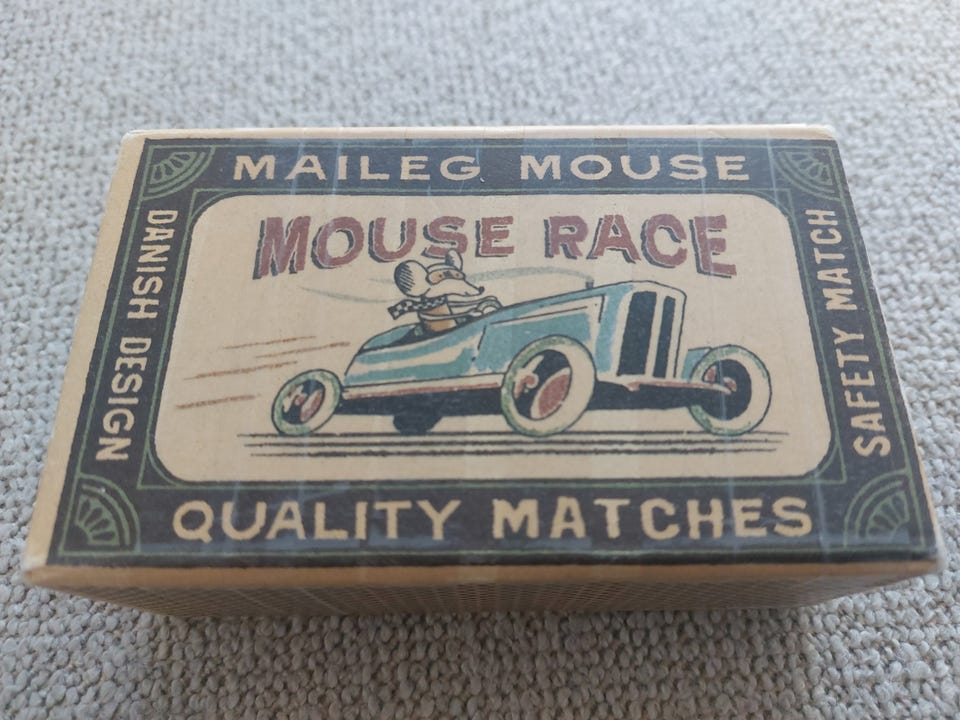 MAILEG MOUSE
MOUSE RACE
DANISH DESIGN
SAFETY MATCH
QUALITY MATCHES